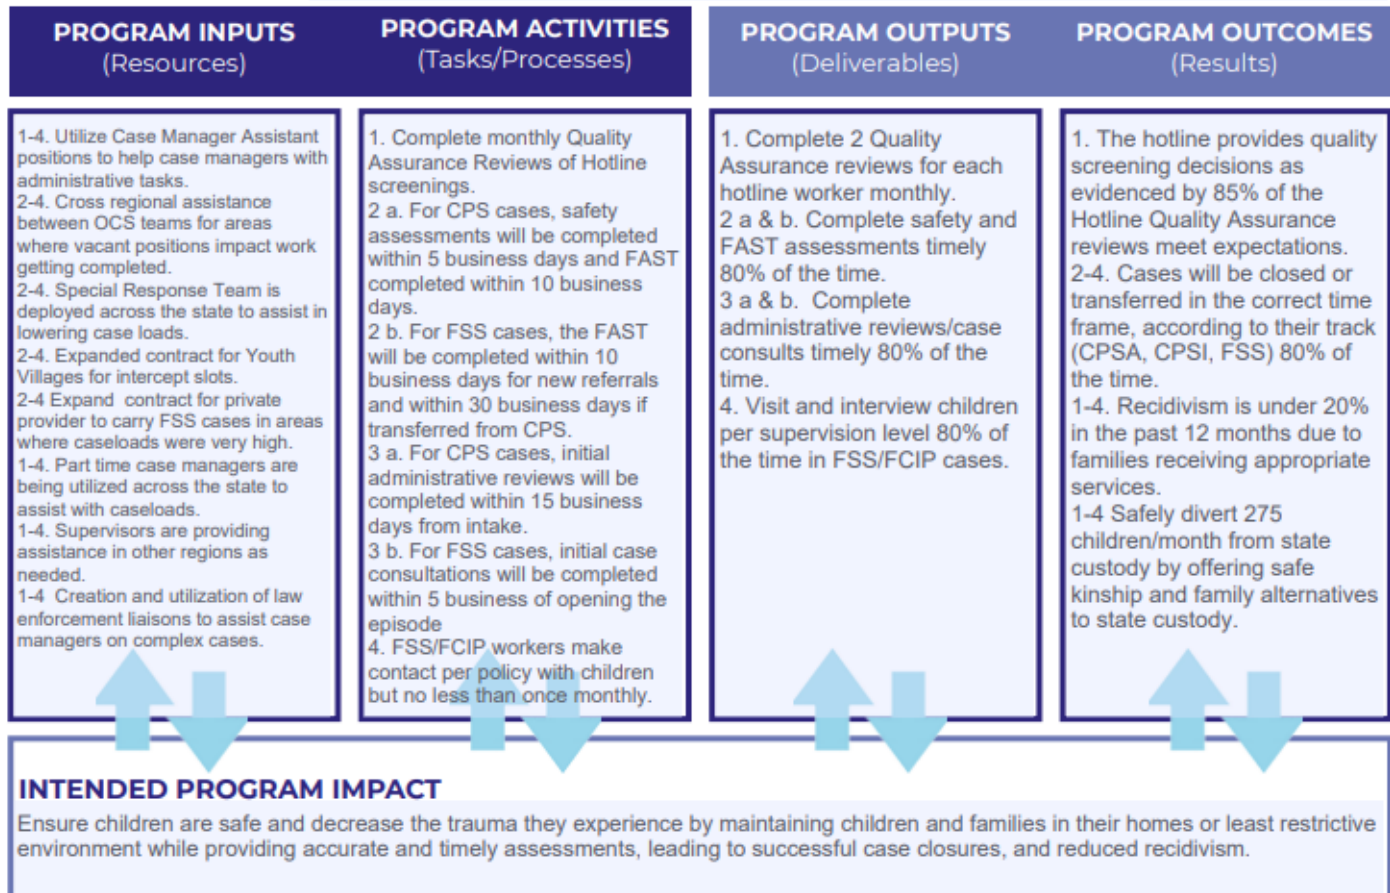 PROGRAM INPUTS
(Resources)
1-4. Utilize Case Manager Assistant
positions to help case managers with
administrative tasks.
2-4. Cross regional assistance
between OCS teams for areas
where vacant positions impact work
getting completed.
2-4. Special Response Team is
deployed across the state to assist in
lowering case loads.
2-4. Expanded contract for Youth
Villages for intercept slots.
2-4 Expand contract for private
provider to carry FSS cases in areas
where caseloads were very high.
1-4. Part time case managers are
being utilized across the state to
assist with caseloads.
1-4. Supervisors are providing
assistance in other regions as
needed.
1-4 Creation and utilization of law
enforcement liaisons to assist case
managers on complex cases.
PROGRAM ACTIVITIES
(Tasks/Processes)
1. Complete monthly Quality
Assurance Reviews of Hotline
screenings.
2 a. For CPS cases, safety
assessments will be completed
within 5 business days and FAST
completed within 10 business
days.
2 b. For FSS cases, the FAST
will be completed within 10
business days for new referrals
and within 30 business days if
transferred from CPS.
3 a. For CPS cases, initial
administrative reviews will be
completed within 15 business
days from intake.
3 b. For FSS cases, initial case
consultations will be completed
within 5 business of opening the
episode
4. FSS/FCIP workers make
contact per policy with children
but no less than once monthly.
PROGRAM OUTPUTS
(Deliverables)
1. Complete 2 Quality
Assurance reviews for each
hotline worker monthly.
2 a & b. Complete safety and
FAST assessments timely
80% of the time.
3 a & b. Complete
administrative reviews/case
consults timely 80% of the
time.
4. Visit and interview children
per supervision level 80% of
the time in FSS/FCIP cases.
PROGRAM OUTCOMES
(Results)
1. The hotline provides quality
screening decisions as
evidenced by 85% of the
Hotline Quality Assurance
reviews meet expectations.
2-4. Cases will be closed or
transferred in the correct time
frame, according to their track
(CPSA, CPSI, FSS) 80% of
the time.
1-4. Recidivism is under 20%
in the past 12 months due to
families receiving appropriate
services.
1-4 Safely divert 275
children/month from state
custody by offering safe
kinship and family alternatives
to state custody.
INTENDED PROGRAM IMPACT
Ensure children are safe and decrease the trauma they experience by maintaining children and families in their homes or least restrictive
environment while providing accurate and timely assessments, leading to successful case closures, and reduced recidivism.